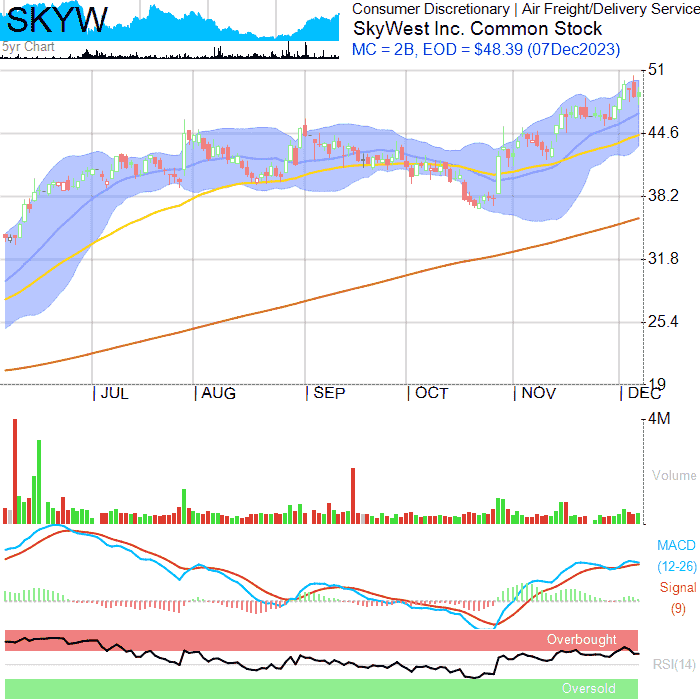 SKYW
5yr Chart
Consumer Discretionary | Air Freight/Delivery Service
SkyWest Inc. Common Stock
MC = 2B, EOD = $48.39 (07Dec2023)
51
44.6
38.2
31.8
25.4
19
JUL AUG SEP OCT NOV DEC
4M
Volume
MACD
(12-26)
Signal
(9)
Overbought
RSI(14)
Oversold